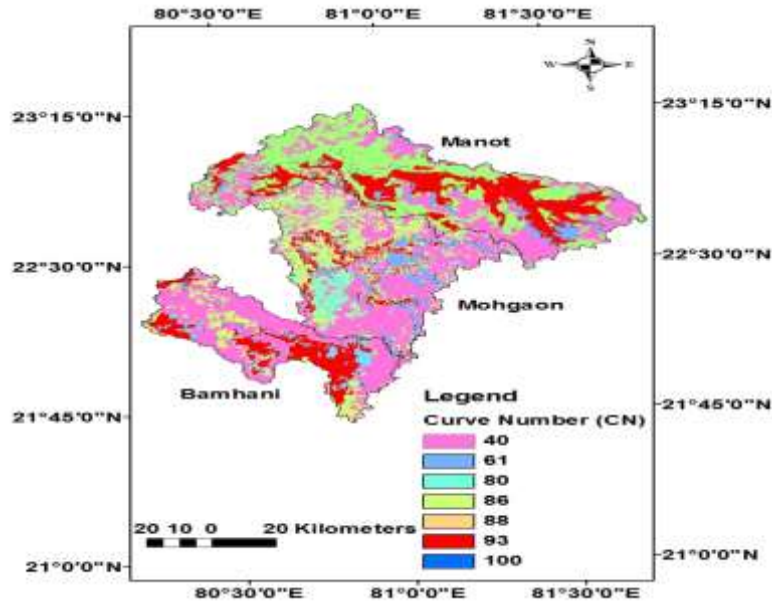 80°30'0"E 81°0'0"E 81°30'0"E
N
W E
S
23°15'0"N 23°15'0"N
Manot
22°30'0"N 22°30'0"N
Mohgaon
Bamhani
21°45'0"N 21°45'0"N
Legend
Curve Number (CN)
40
61
80
86
88
93
100
20 10 0 20 Kilometers
21°0'0"N 21°0'0"N
80°30'0"E 81°0'0"E 81°30'0"E